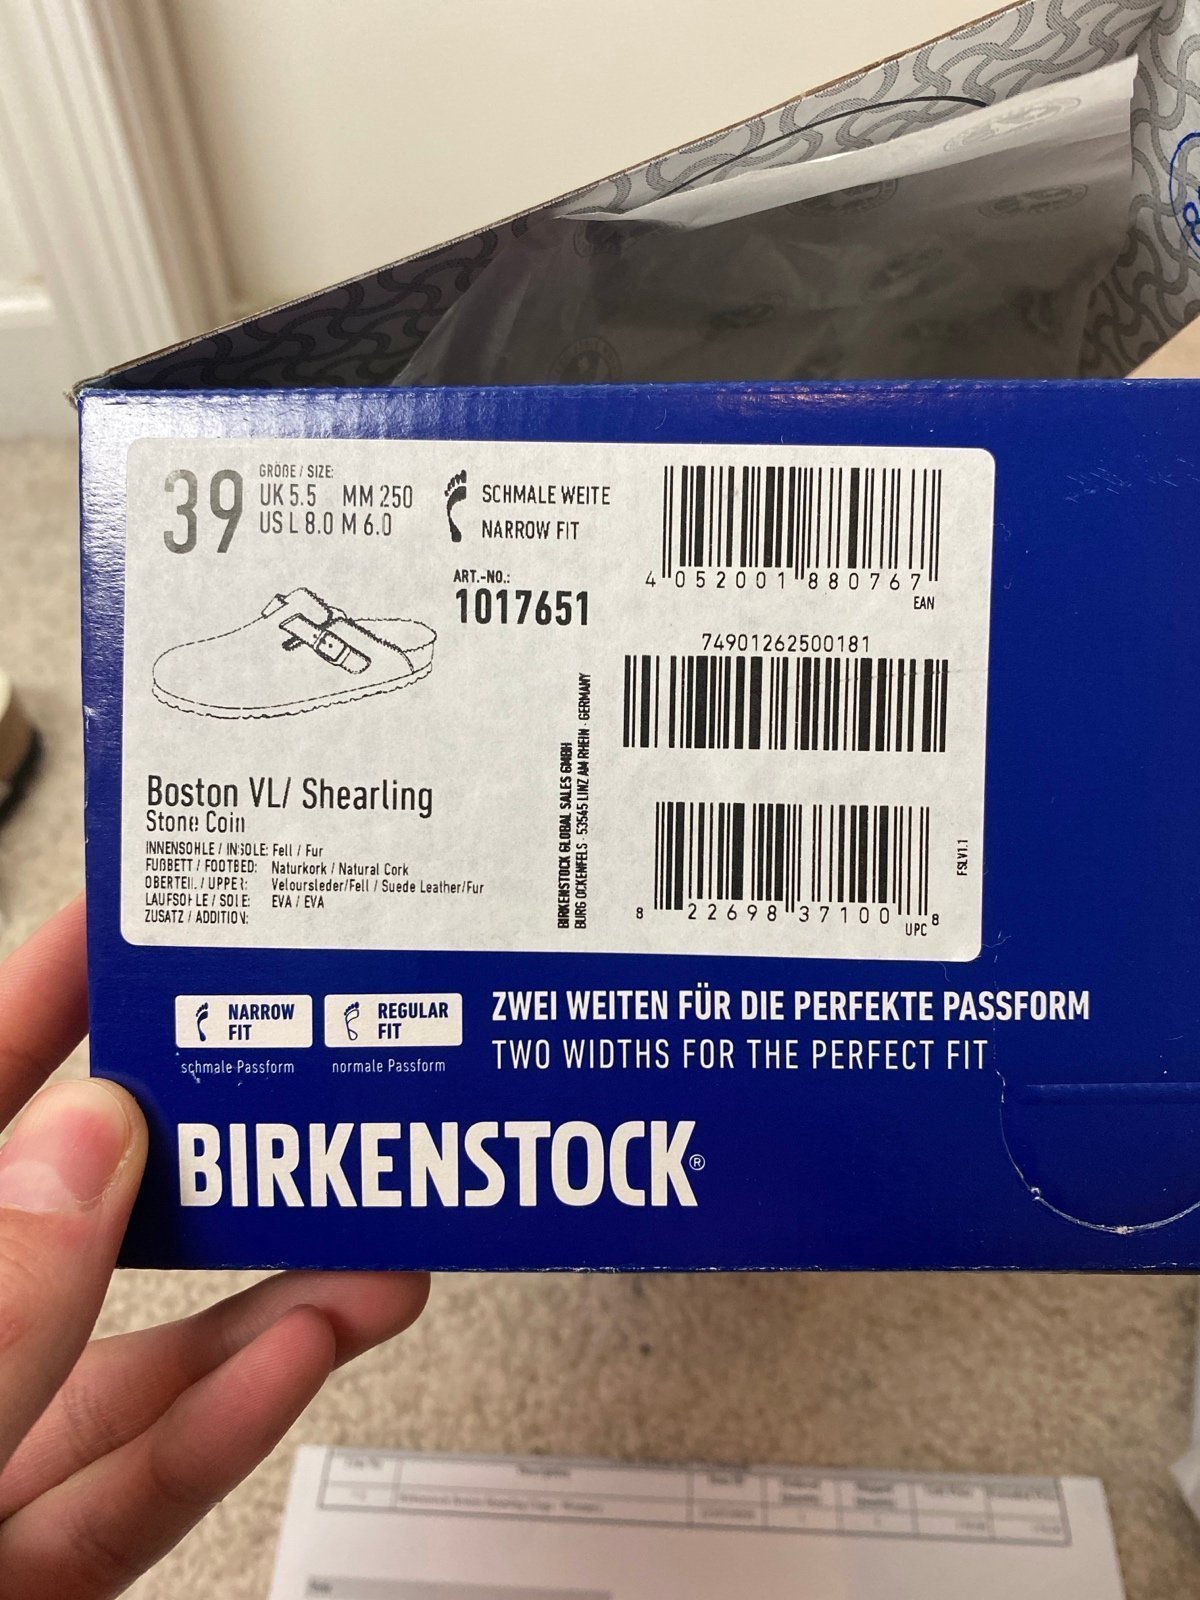 39
GRÖßE / SIZE:
UK 5.5 MM 250
US L 8.0 M 6.0
SCHMALE WEITE
NARROW FIT
ART.-NO.:
1017651
4 052001 880767
EAN
74901262500181
Boston VL/ Shearling
Stone Coin
INNENSOHLE / INSOLE: Fell / Fur
FUßBETT / FOOTBED: Naturkork / Natural Cork
OBERTEIL / UPPER: Veloursleder/Fell / Suede Leather/Fur
LAUFSOHLE / SOLE: EVA / EVA
ZUSATZ / ADDITION:
BIRKENSTOCK GLOBAL SALES GMBH
BURG OCKENFELS · 53545 LINZ AM RHEIN · GERMANY
8 22698 37100 8
UPC
FSLV1.1
NARROW FIT
schmale Passform
REGULAR FIT
normale Passform
ZWEI WEITEN FÜR DIE PERFEKTE PASSFORM
TWO WIDTHS FOR THE PERFECT FIT
BIRKENSTOCK®